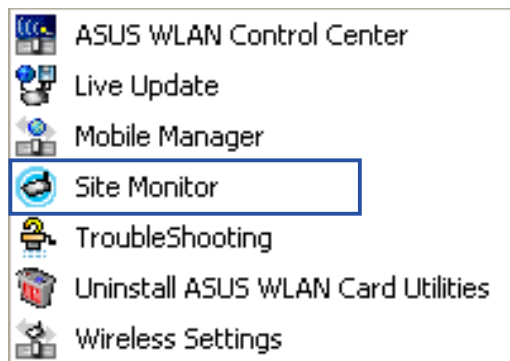 ASUS WLAN Control Center
Live Update
Mobile Manager
Site Monitor
TroubleShooting
Uninstall ASUS WLAN Card Utilities
Wireless Settings